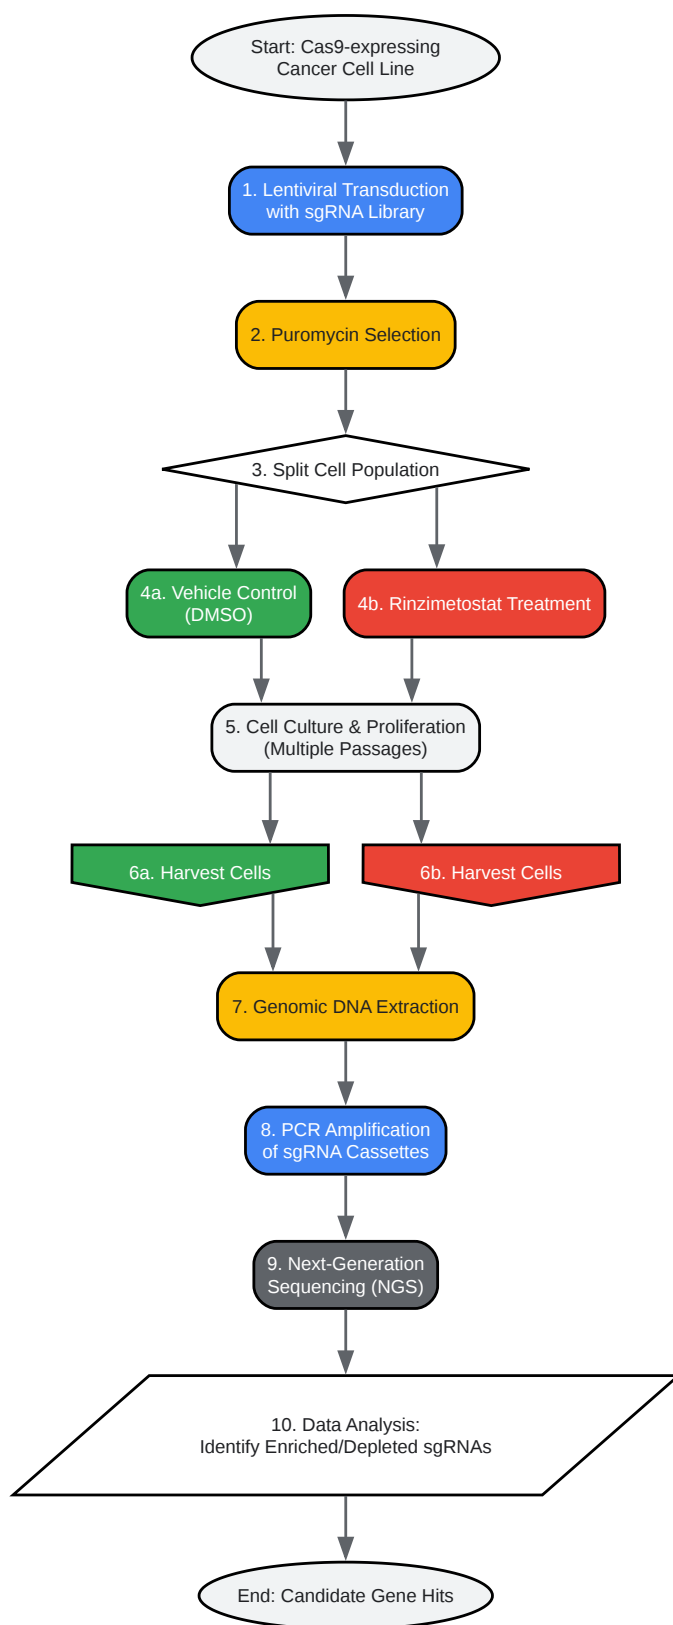 Start: Cas9-expressing
Cancer Cell Line
1. Lentiviral Transduction
with sgRNA Library
2. Puromycin Selection
3. Split Cell Population
4a. Vehicle Control
(DMSO)
4b. Rinzimetostat Treatment
5. Cell Culture & Proliferation
(Multiple Passages)
6a. Harvest Cells
6b. Harvest Cells
7. Genomic DNA Extraction
8. PCR Amplification
of sgRNA Cassettes
9. Next-Generation
Sequencing (NGS)
10. Data Analysis:
Identify Enriched/Depleted sgRNAs
End: Candidate Gene Hits